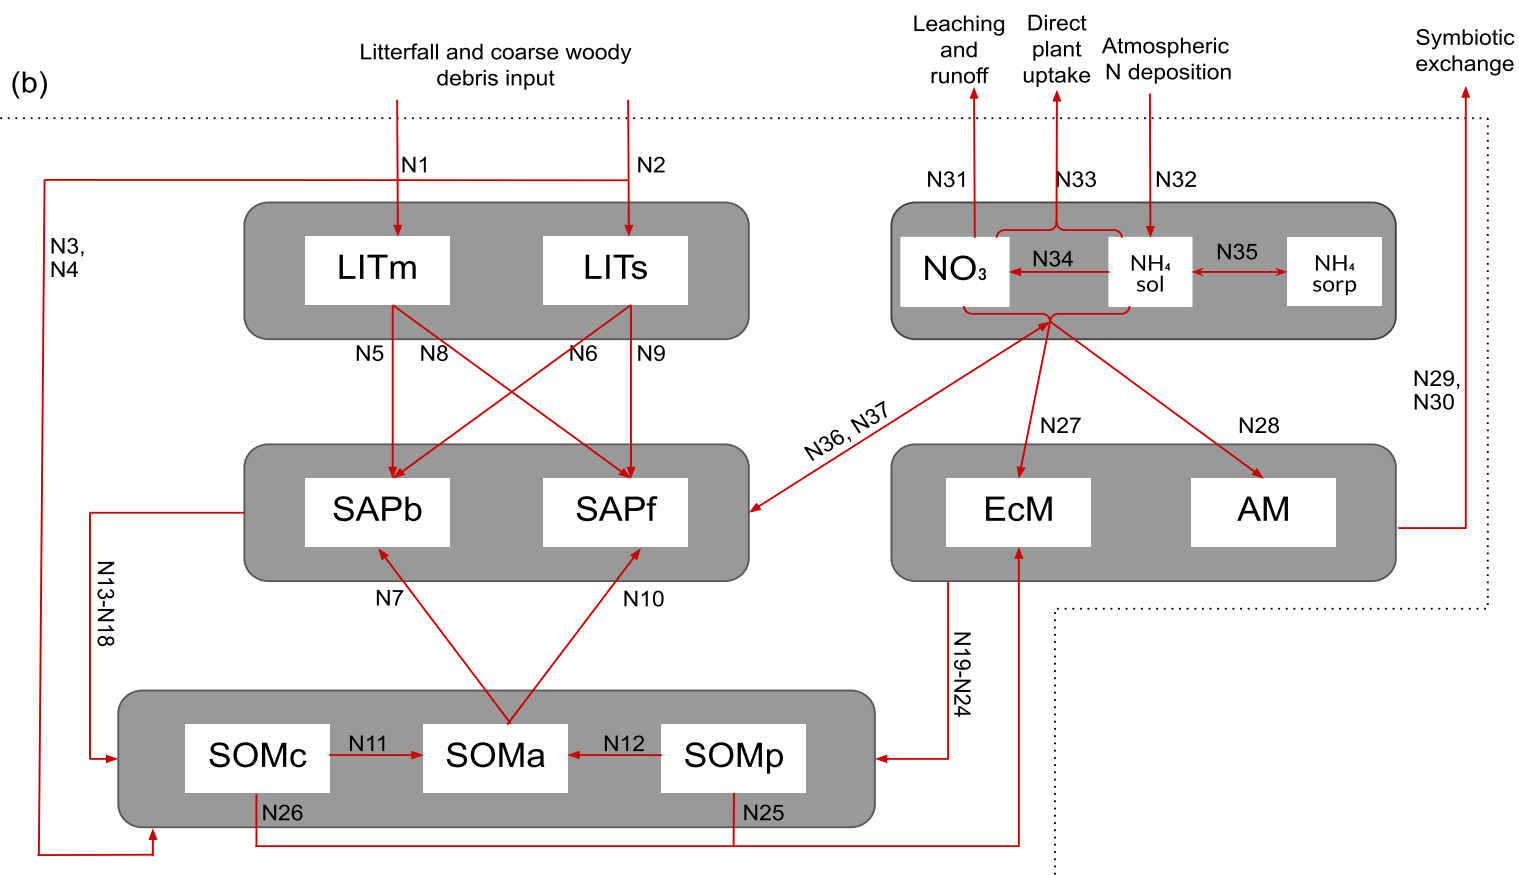 (b)
Litterfall and coarse woody
debris input
Leaching
and
runoff
Direct
plant
uptake
Atmospheric
N deposition
Symbiotic
exchange
N1
N2
N31
N33
N32
N3,
N4
LITm
LITs
NO₃
N34
NH₄
sol
N35
NH₄
sorp
N5
N8
N6
N9
N36, N37
N27
N28
N29,
N30
SAPb
SAPf
EcM
AM
N13-N18
N7
N10
N19-N24
SOMc
N11
SOMa
N12
SOMp
N26
N25